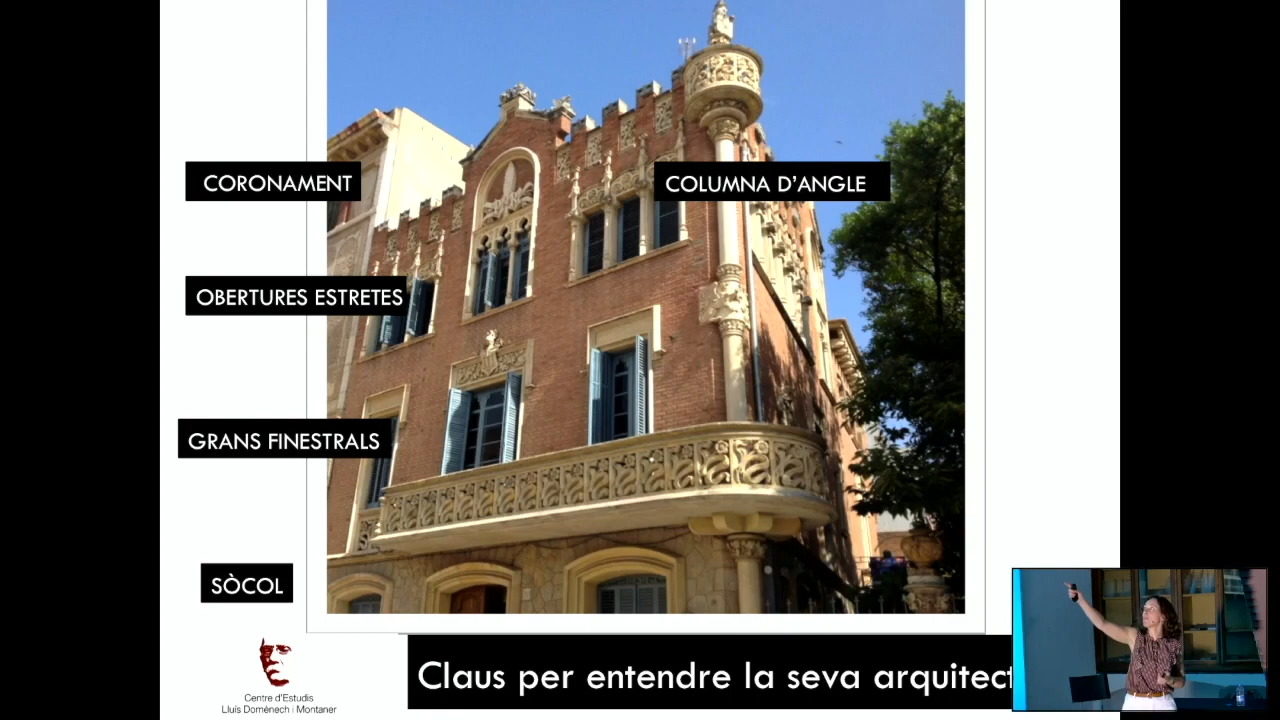 CORONAMENT
COLUMNA D'ANGLE
OBERTURES ESTRETES
GRANS FINESTRALS
SÒCOL
Centre d'Estudis
Lluís Domènech i Montaner
Claus per entendre la seva arquitect